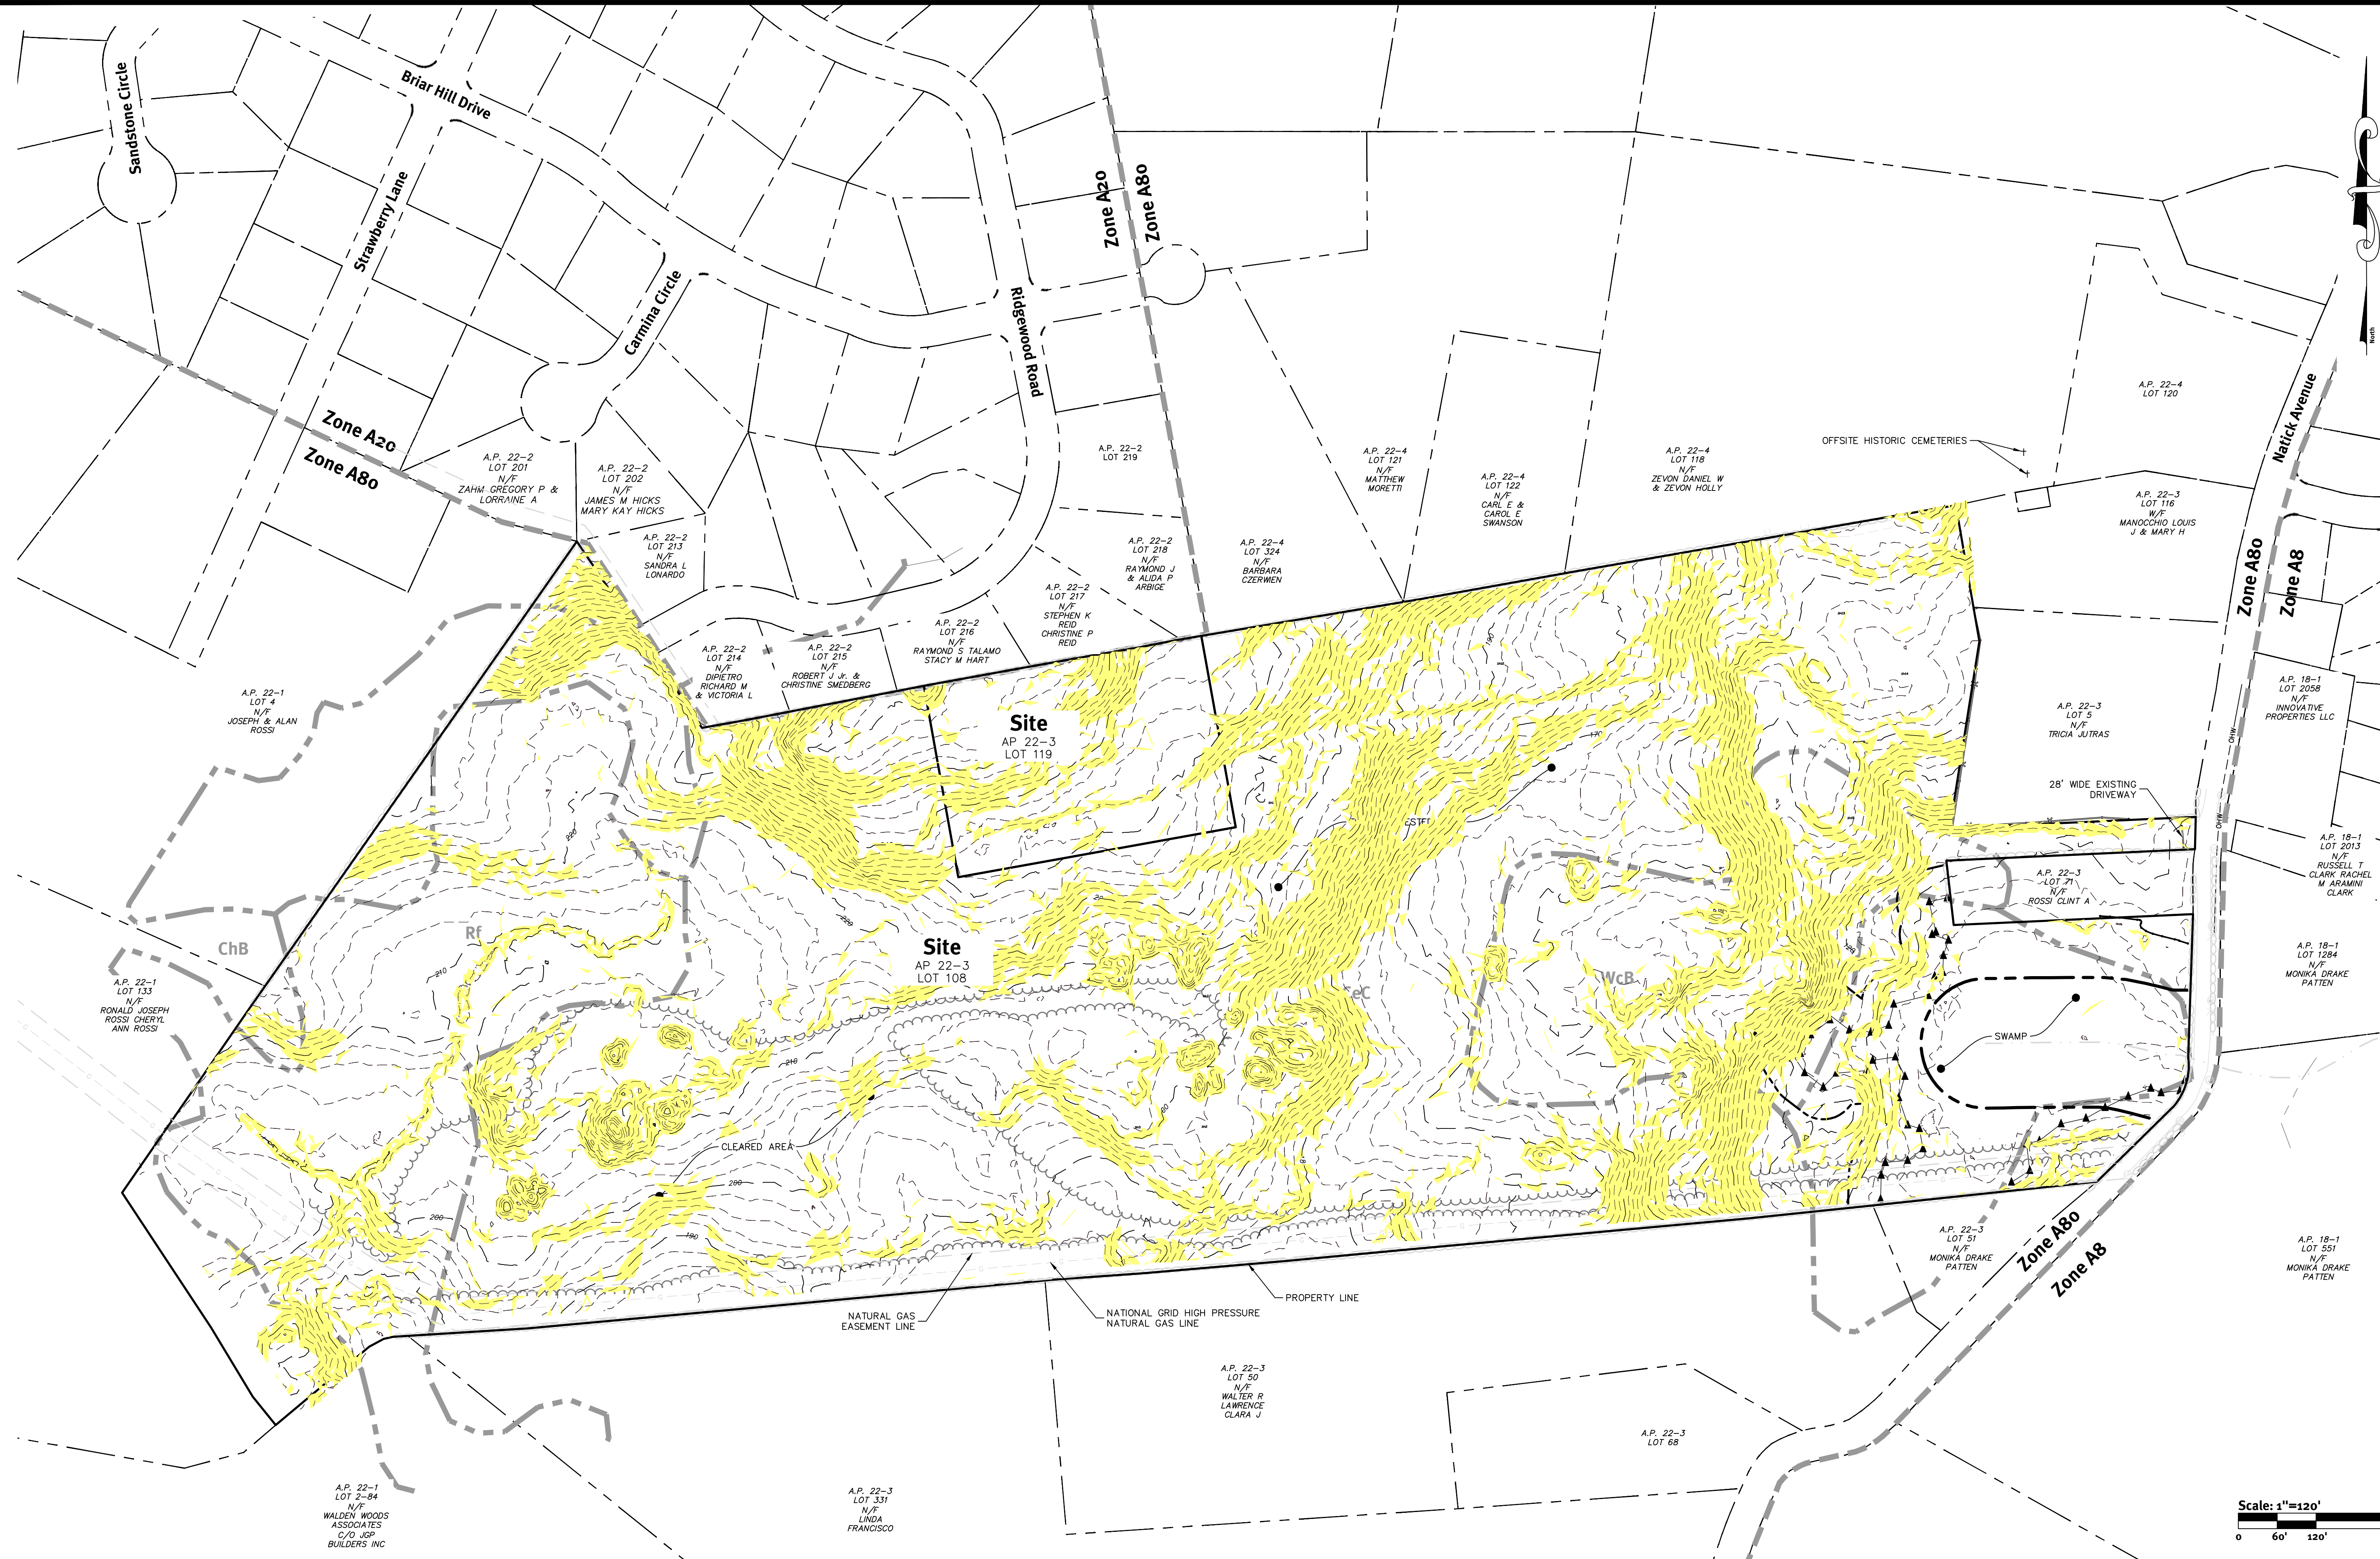 Sandstone Circle
Briar Hill Drive
Strawberry Lane
Carmina Circle
Ridgewood Road
Zone A20
Zone A80
North
Natick Avenue
Zone A20
Zone A80
A.P. 22-2
LOT 201
N/F
ZAHM GREGORY P &
LORRAINE A
A.P. 22-2
LOT 202
N/F
JAMES M HICKS
MARY KAY HICKS
A.P. 22-2
LOT 213
N/F
SANDRA L
LONARDO
A.P. 22-2
LOT 219
A.P. 22-2
LOT 218
N/F
RAYMOND J
& ALIDA P
ARBIGE
A.P. 22-4
LOT 324
N/F
BARBARA
CZERWIEN
A.P. 22-4
LOT 121
N/F
MATTHEW
MORETTI
A.P. 22-4
LOT 122
N/F
CARL E &
CAROL E
SWANSON
A.P. 22-4
LOT 118
N/F
ZEVON DANIEL W
& ZEVON HOLLY
OFFSITE HISTORIC CEMETERIES
A.P. 22-4
LOT 120
A.P. 22-3
LOT 116
W/F
MANOCCHIO LOUIS
J & MARY H
Zone A80
Zone A8
A.P. 22-2
LOT 217
N/F
STEPHEN K
REID
CHRISTINE P
REID
A.P. 22-2
LOT 216
N/F
RAYMOND S TALAMO
STACY M HART
A.P. 22-2
LOT 215
N/F
ROBERT J Jr. &
CHRISTINE SMEDBERG
A.P. 22-2
LOT 214
N/F
DIPIETRO
RICHARD M
& VICTORIA L
A.P. 22-1
LOT 4
N/F
JOSEPH & ALAN
ROSSI
Site
AP 22-3
LOT 119
190
170
A.P. 22-3
LOT 5
N/F
TRICIA JUTRAS
A.P. 18-1
LOT 2058
N/F
INNOVATIVE
PROPERTIES LLC
OHW
OHW
28' WIDE EXISTING
DRIVEWAY
A.P. 18-1
LOT 2013
N/F
RUSSELL T
CLARK RACHEL
M ARAMINI
CLARK
A.P. 22-3
LOT 71
N/F
ROSSI CLINT A
220
220
ChB
Rf
210
Site
AP 22-3
LOT 108
WcB
A.P. 18-1
LOT 1284
N/F
MONIKA DRAKE
PATTEN
A.P. 22-1
LOT 133
N/F
RONALD JOSEPH
ROSSI CHERYL
ANN ROSSI
SWAMP
210
CLEARED AREA
200
200
190
NATURAL GAS
EASEMENT LINE
NATIONAL GRID HIGH PRESSURE
NATURAL GAS LINE
PROPERTY LINE
A.P. 22-3
LOT 51
N/F
MONIKA DRAKE
PATTEN
Zone A80
Zone A8
A.P. 18-1
LOT 551
N/F
MONIKA DRAKE
PATTEN
A.P. 22-3
LOT 50
N/F
WALTER R
LAWRENCE
CLARA J
A.P. 22-3
LOT 68
A.P. 22-1
LOT 2-84
N/F
WALDEN WOODS
ASSOCIATES
C/O JGP
BUILDERS INC
A.P. 22-3
LOT 331
N/F
LINDA
FRANCISCO
Scale: 1"=120'
0 60' 120'